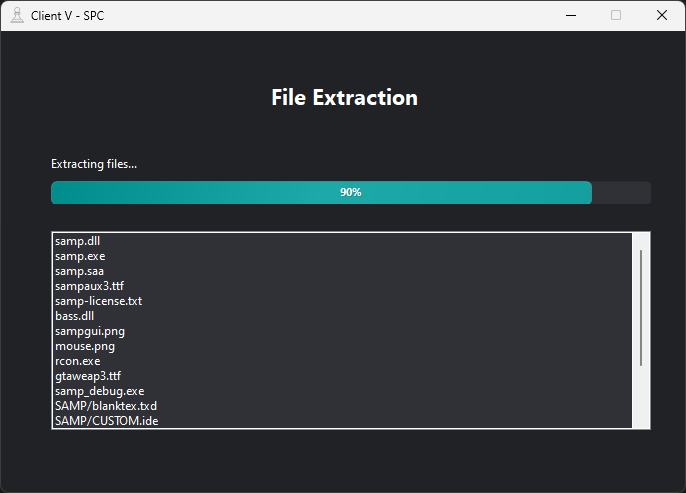 Client V - SPC
File Extraction
Extracting files...
90%
samp.dll
samp.exe
samp.saa
sampaux3.ttf
samp-license.txt
bass.dll
sampgui.png
mouse.png
rcon.exe
gtaweap3.ttf
samp_debug.exe
SAMP/blanktex.txd
SAMP/CUSTOM.ide